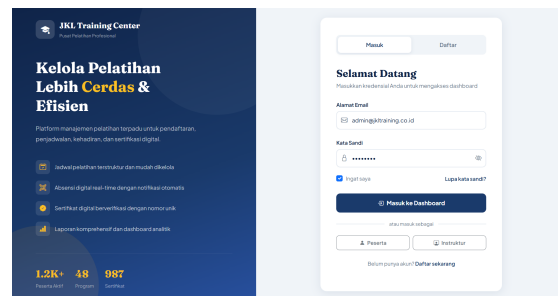 JKL Training Center
Pusat Pelatihan Profesional
Kelola Pelatihan
Lebih Cerdas &
Efisien
Platform manajemen pelatihan terpadu untuk pendaftaran,
penjadwalan, kehadiran, dan sertifikasi digital.
Jadwal pelatihan terstruktur dan mudah dikelola
Absensi digital real-time dengan notifikasi otomatis
Sertifikat digital berverifikasi dengan nomor unik
Laporan komprehensif dan dashboard analitik
1.2K+ 48 987
Peserta Aktif Program Sertifikat
Masuk Daftar
Selamat Datang
Masukkan kredensial Anda untuk mengakses dashboard
Alamat Email
admin@jkltraining.co.id
Kata Sandi
••••••••
Ingat saya Lupa kata sandi?
Masuk ke Dashboard
atau masuk sebagai
Peserta Instruktur
Belum punya akun? Daftar sekarang